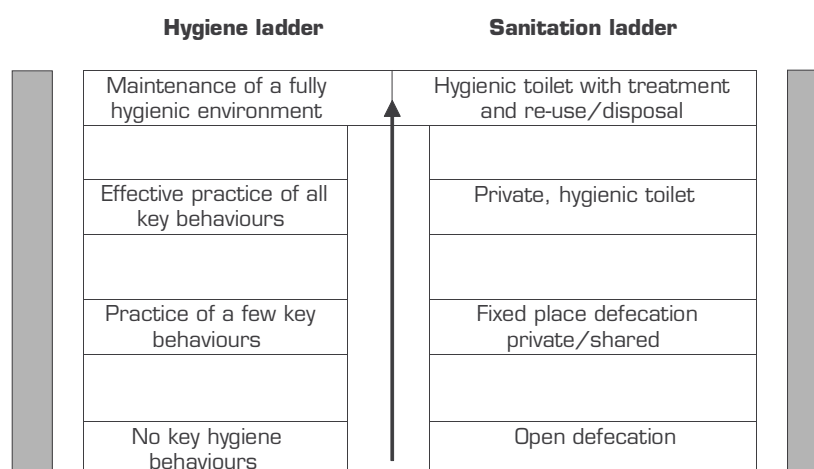 Hygiene ladder
Sanitation ladder
Maintenance of a fully
hygienic environment
Hygienic toilet with treatment
and re-use/disposal
Effective practice of all
key behaviours
Private, hygienic toilet
Practice of a few key
behaviours
Fixed place defecation
private/shared
No key hygiene
behaviours
Open defecation